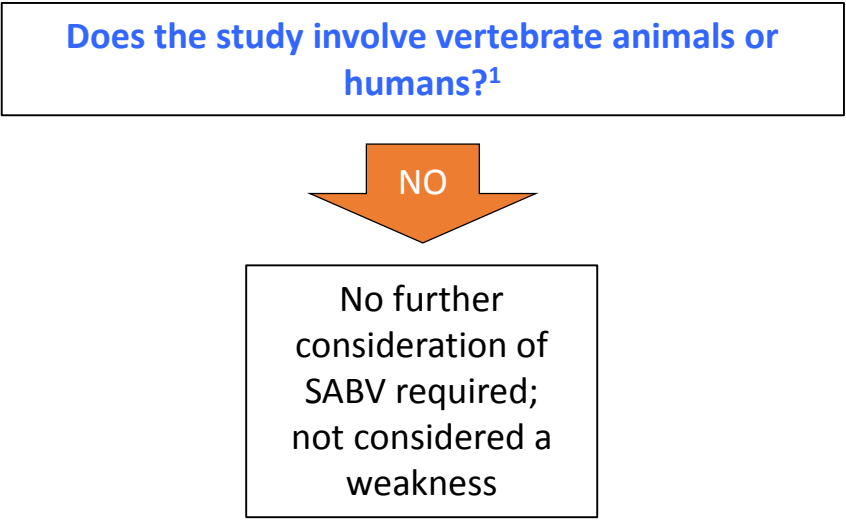 Does the study involve vertebrate animals or
humans?¹
NO
No further
consideration of
SABV required;
not considered a
weakness